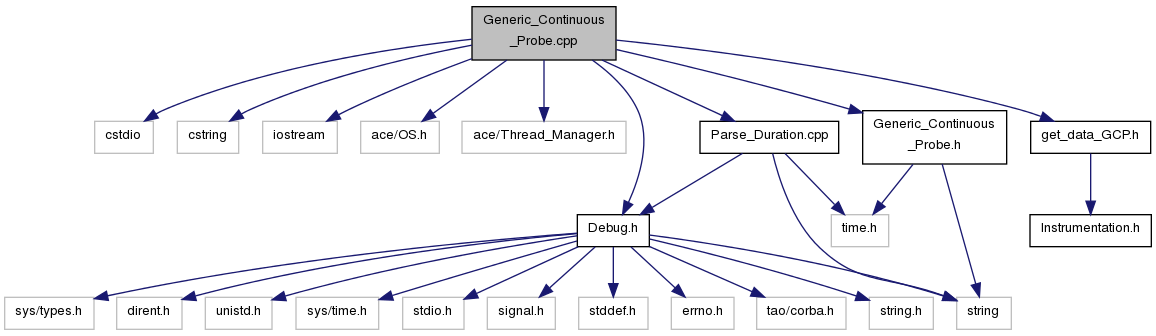 Generic_Continuous
_Probe.cpp
cstdio
cstring
iostream
ace/OS.h
ace/Thread_Manager.h
Parse_Duration.cpp
Generic_Continuous
_Probe.h
get_data_GCP.h
Debug.h
time.h
Instrumentation.h
sys/types.h
dirent.h
unistd.h
sys/time.h
stdio.h
signal.h
stddef.h
errno.h
tao/corba.h
string.h
string